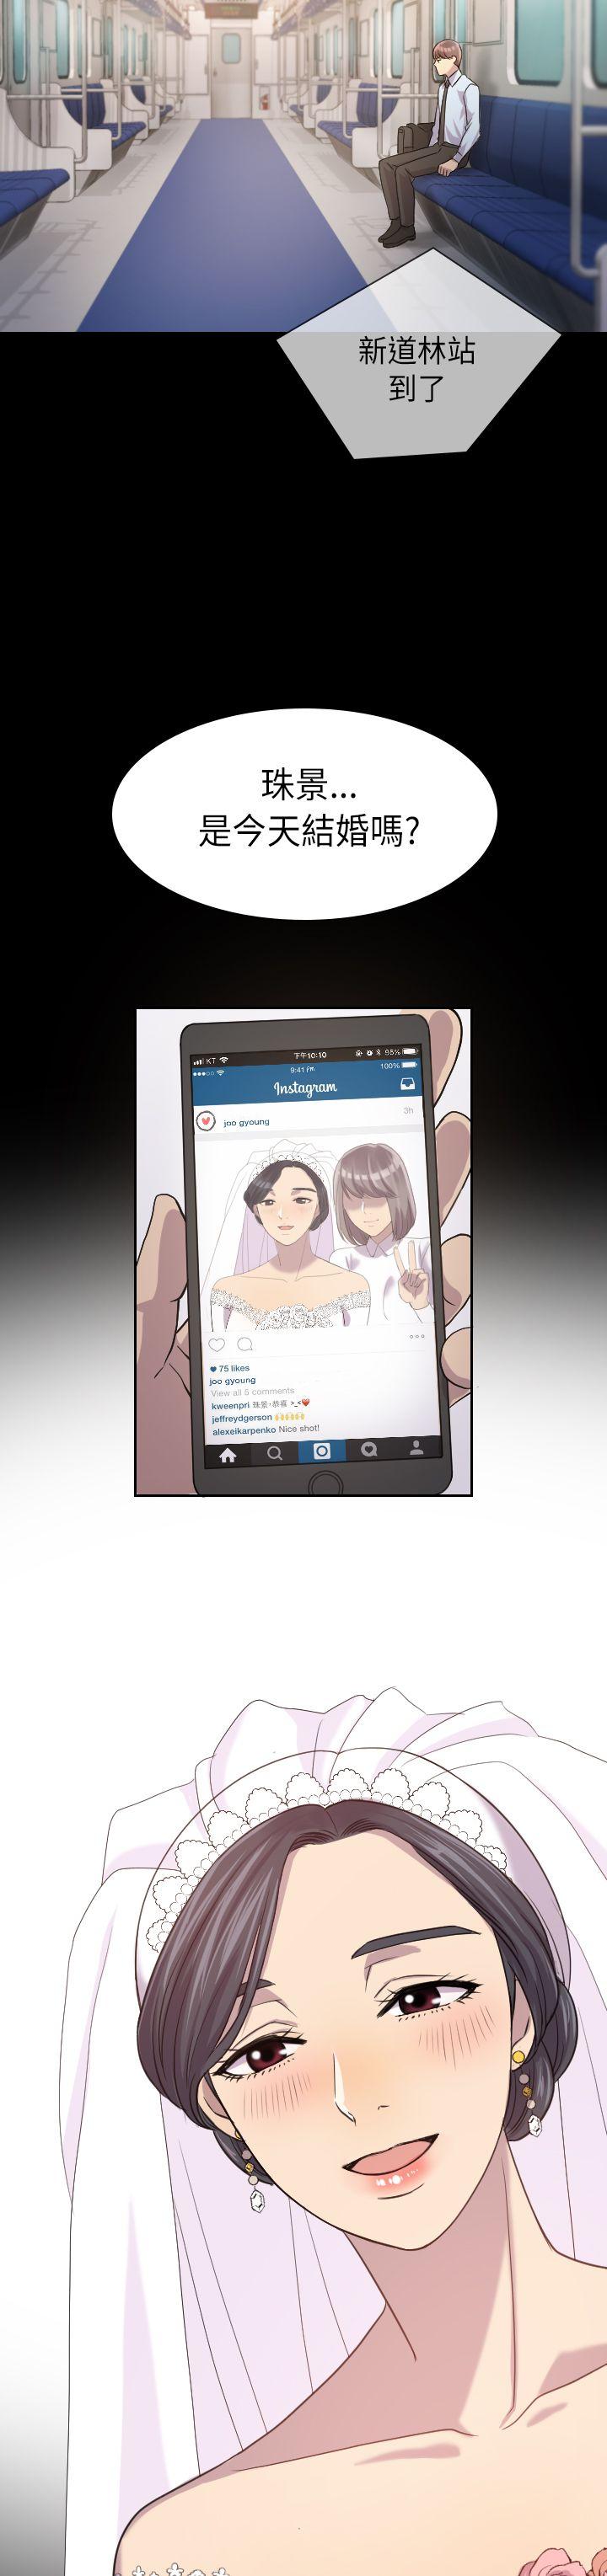 新道林站
到了
珠景...
是今天結婚嗎?
KT 下午10:10 98%
9:41 PM 100%
Instagram
joo gyoung 3h
75 likes
joo gyoung
View all 5 comments
kweenpri 珠景,恭喜 >_<❤️
jeffreydgerson 🙌🙌🙌
alexeikarpenko Nice shot!